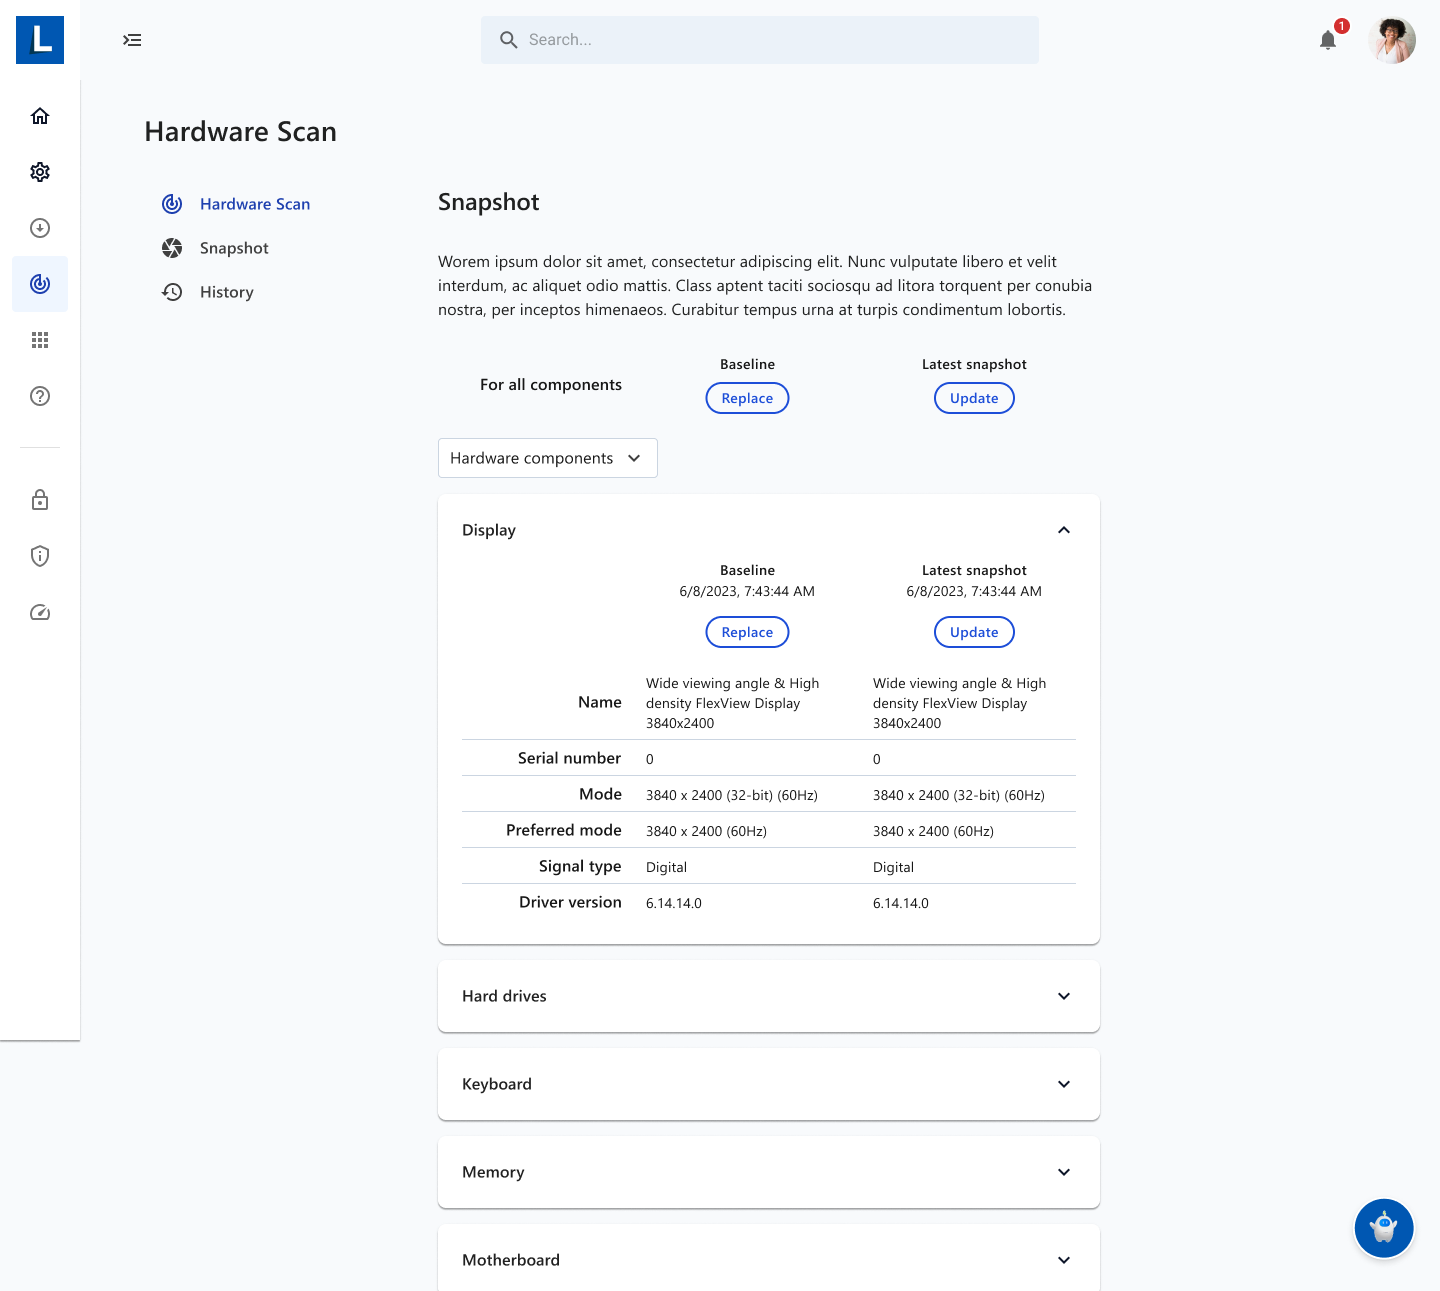 L
Search...
1
Hardware Scan
Hardware Scan
Snapshot
History
Snapshot
Worem ipsum dolor sit amet, consectetur adipiscing elit. Nunc vulputate libero et velit
interdum, ac aliquet odio mattis. Class aptent taciti sociosqu ad litora torquent per conubia
nostra, per inceptos himenaeos. Curabitur tempus urna at turpis condimentum lobortis.
For all components
Baseline
Replace
Latest snapshot
Update
Hardware components
Display
Baseline
6/8/2023, 7:43:44 AM
Replace
Latest snapshot
6/8/2023, 7:43:44 AM
Update
Name
Wide viewing angle & High
density FlexView Display
3840x2400
Wide viewing angle & High
density FlexView Display
3840x2400
Serial number 0 0
Mode 3840 x 2400 (32-bit) (60Hz) 3840 x 2400 (32-bit) (60Hz)
Preferred mode 3840 x 2400 (60Hz) 3840 x 2400 (60Hz)
Signal type Digital Digital
Driver version 6.14.14.0 6.14.14.0
Hard drives
Keyboard
Memory
Motherboard